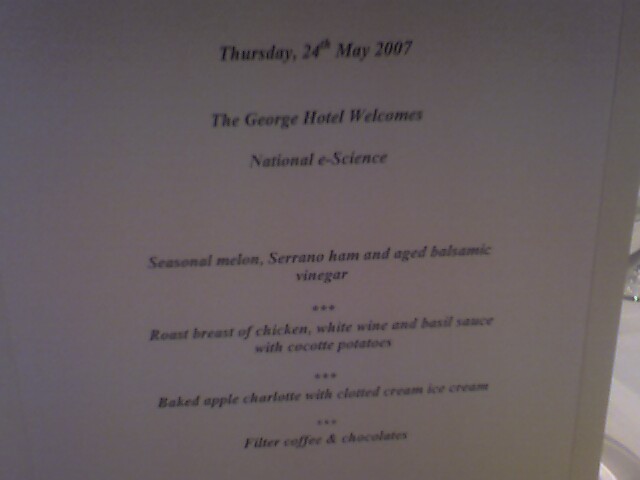 Thursday, 24th May 2007
The George Hotel Welcomes
National e-Science
Seasonal melon, Serrano ham and aged balsamic
vinegar
***
Roast breast of chicken, white wine and basil sauce
with cocotte potatoes
***
Baked apple charlotte with clotted cream ice cream
***
Filter coffee & chocolates